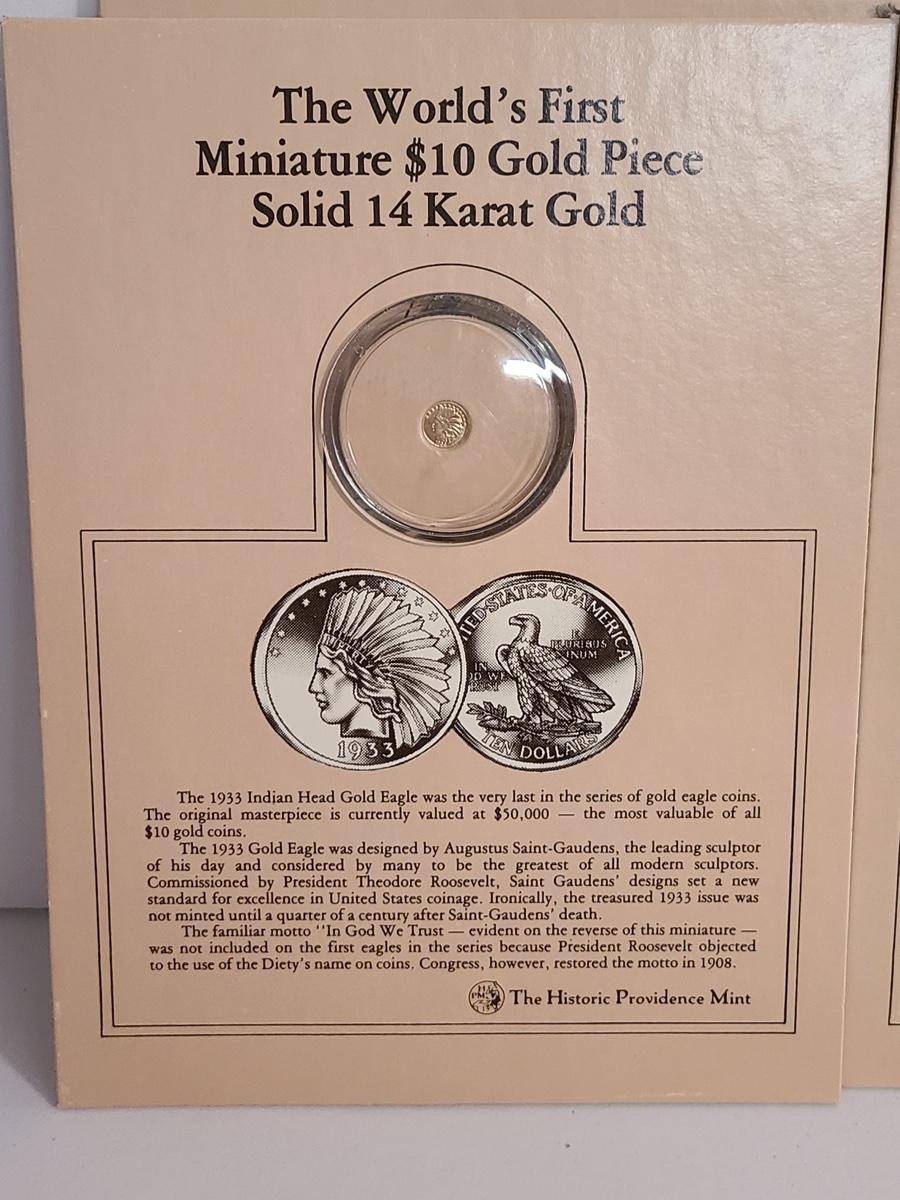 The World's First
Miniature $10 Gold Piece
Solid 14 Karat Gold
UNITED·STATES·OF·AMERICA
E
PLURIBUS
UNUM
IN
WE
TRUST
LIBERTY
1933
TEN DOLLARS
The 1933 Indian Head Gold Eagle was the very last in the series of gold eagle coins.
The original masterpiece is currently valued at $50,000 — the most valuable of all
$10 gold coins.
The 1933 Gold Eagle was designed by Augustus Saint-Gaudens, the leading sculptor
of his day and considered by many to be the greatest of all modern sculptors.
Commissioned by President Theodore Roosevelt, Saint Gaudens' designs set a new
standard for excellence in United States coinage. Ironically, the treasured 1933 issue was
not minted until a quarter of a century after Saint-Gaudens' death.
The familiar motto "In God We Trust — evident on the reverse of this miniature —
was not included on the first eagles in the series because President Roosevelt objected
to the use of the Diety's name on coins. Congress, however, restored the motto in 1908.
The Historic Providence Mint